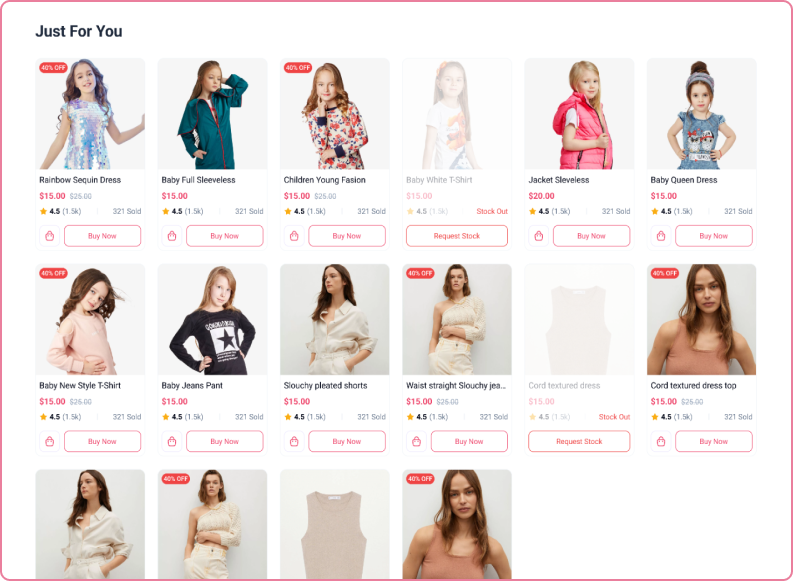 Just For You
40% OFF
40% OFF
Rainbow Sequin Dress
Baby Full Sleeveless
Children Young Fasion
Baby White T-Shirt
Jacket Sleveless
Baby Queen Dress
$15.00 $25.00
$15.00
$15.00 $25.00
$15.00
$20.00
$15.00
4.5 (1.5k) 321 Sold
4.5 (1.5k) 321 Sold
4.5 (1.5k) 321 Sold
4.5 (1.5k) Stock Out
4.5 (1.5k) 321 Sold
4.5 (1.5k) 321 Sold
Buy Now
Buy Now
Buy Now
Request Stock
Buy Now
Buy Now
40% OFF
40% OFF
40% OFF
Baby New Style T-Shirt
Baby Jeans Pant
Slouchy pleated shorts
Waist straight Slouchy jea...
Cord textured dress
Cord textured dress top
$15.00 $25.00
$15.00
$15.00
$15.00 $25.00
$15.00
$15.00 $25.00
4.5 (1.5k) 321 Sold
4.5 (1.5k) 321 Sold
4.5 (1.5k) 321 Sold
4.5 (1.5k) 321 Sold
4.5 (1.5k) Stock Out
4.5 (1.5k) 321 Sold
Buy Now
Buy Now
Buy Now
Buy Now
Request Stock
Buy Now
40% OFF
40% OFF